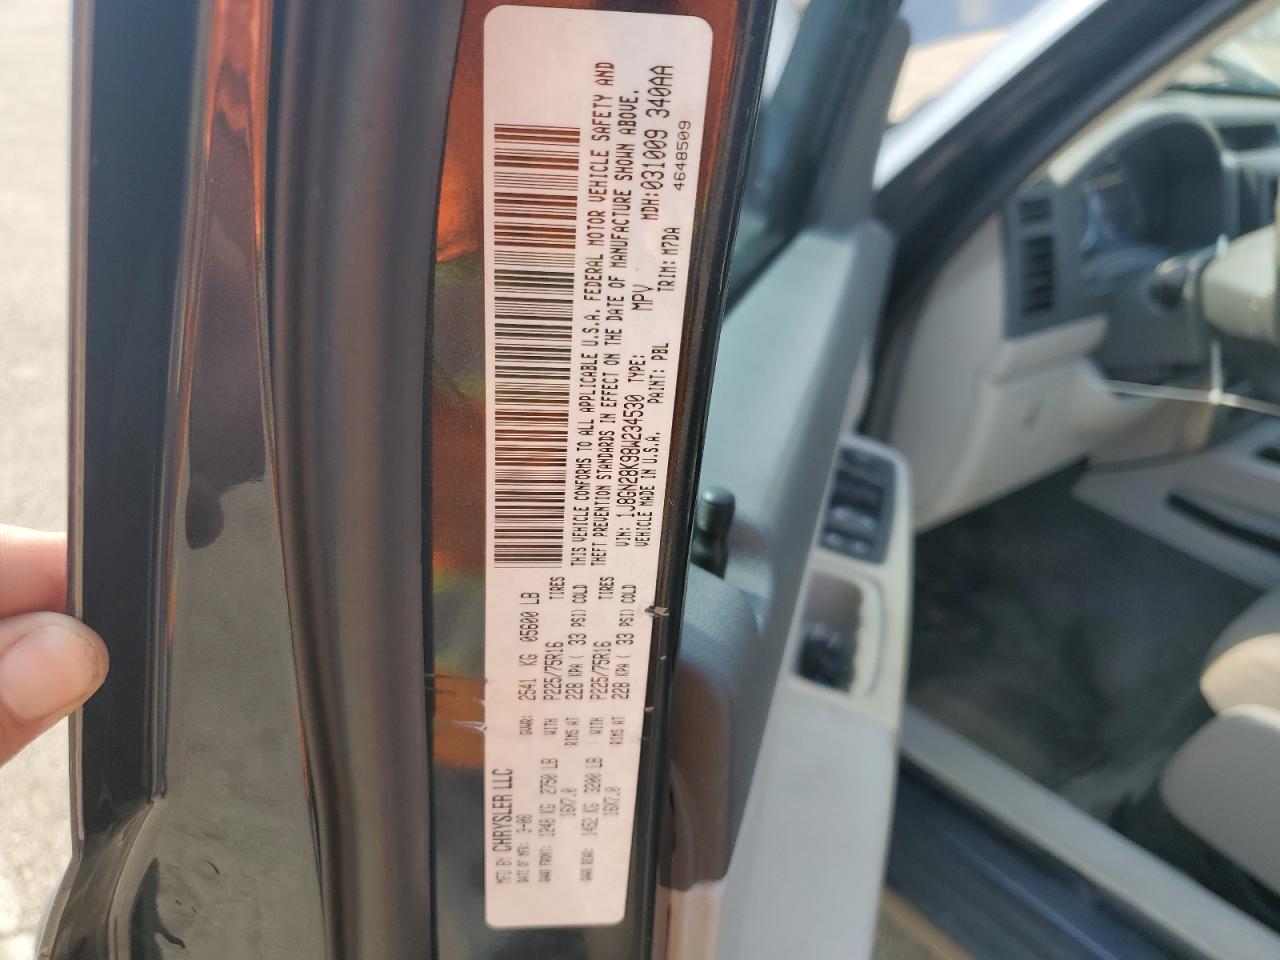 MFD BY CHRYSLER LLC
DATE OF MFR: 3-08 GVWR: 2541 KG 05600 LB
GAWR FRONT: 1248 KG 2750 LB WITH P225/75R16 TIRES
16X7.0 RIMS AT 228 KPA ( 33 PSI) COLD
GAWR REAR: 1452 KG 3200 LB WITH P225/75R16 TIRES
16X7.0 RIMS AT 228 KPA ( 33 PSI) COLD
THIS VEHICLE CONFORMS TO ALL APPLICABLE U.S.A. FEDERAL MOTOR VEHICLE SAFETY AND
THEFT PREVENTION STANDARDS IN EFFECT ON THE DATE OF MANUFACTURE SHOWN ABOVE.
VIN: 1J8GN28K98W234530 TYPE: MPV MDH:031009 340AA
VEHICLE MADE IN U.S.A. PAINT: PBL TRIM: M7DA 4648509